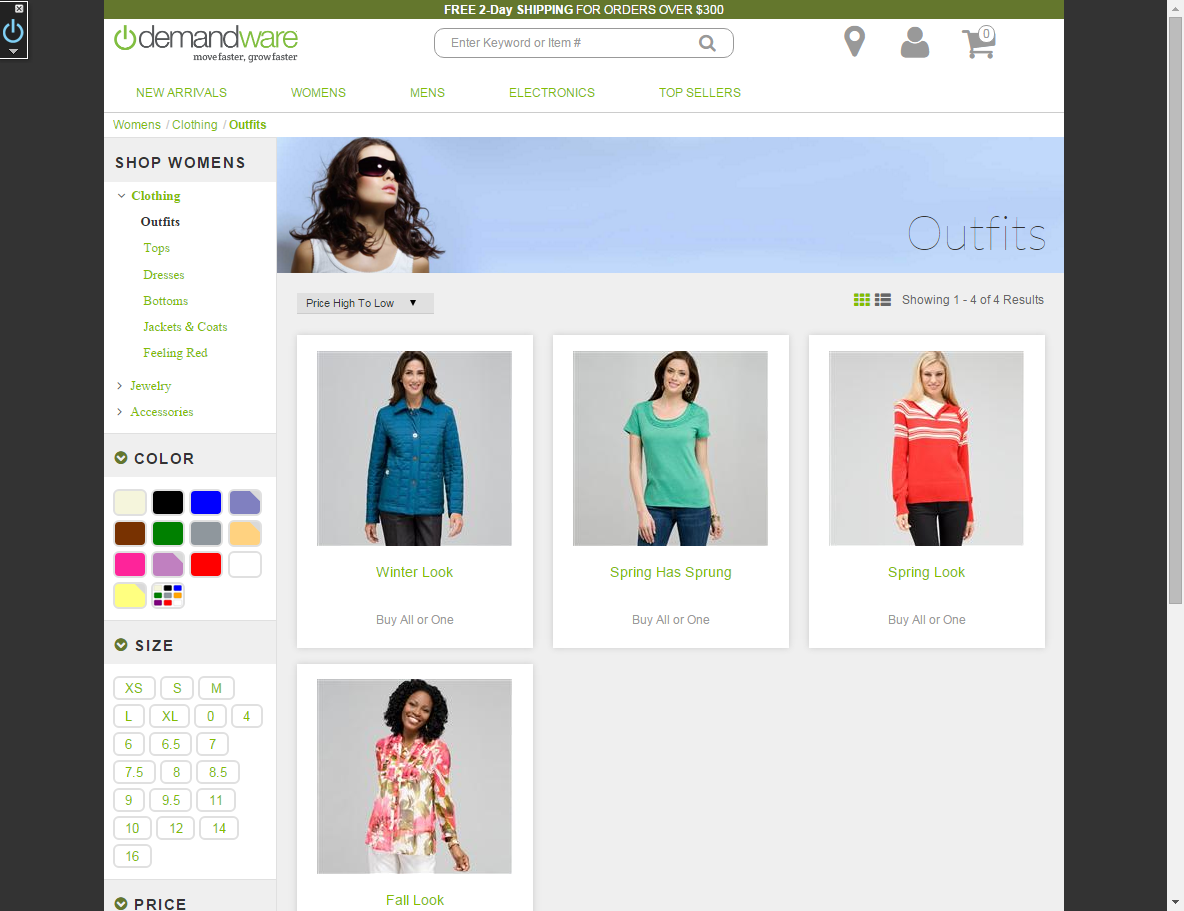 FREE 2-Day SHIPPING FOR ORDERS OVER $300
demandware
move faster, grow faster
Enter Keyword or Item #
0
NEW ARRIVALS WOMENS MENS ELECTRONICS TOP SELLERS
Womens / Clothing / Outfits
SHOP WOMENS
Clothing
Outfits
Tops
Dresses
Bottoms
Jackets & Coats
Feeling Red
Jewelry
Accessories
COLOR
SIZE
XS S M
L XL 0 4
6 6.5 7
7.5 8 8.5
9 9.5 11
10 12 14
16
PRICE
Outfits
Price High To Low
Showing 1 - 4 of 4 Results
Winter Look
Buy All or One
Spring Has Sprung
Buy All or One
Spring Look
Buy All or One
Fall Look